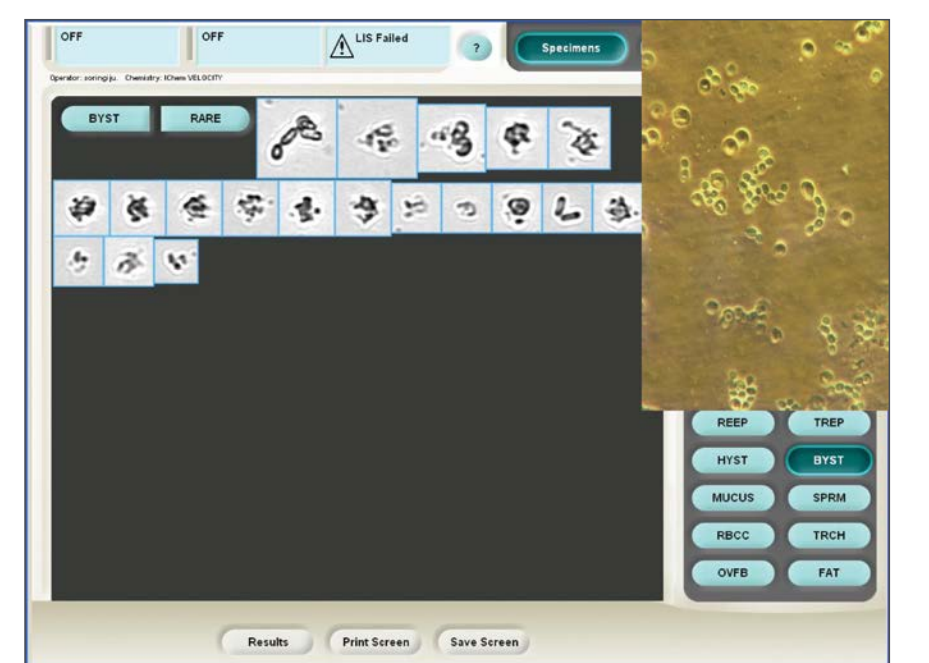 OFF
OFF
LIS Failed
?
Specimens
Operator: soringiju. Chemistry: IChem VELOCITY
BYST
RARE
REEP
TREP
HYST
BYST
MUCUS
SPRM
RBCC
TRCH
OVFB
FAT
Results
Print Screen
Save Screen